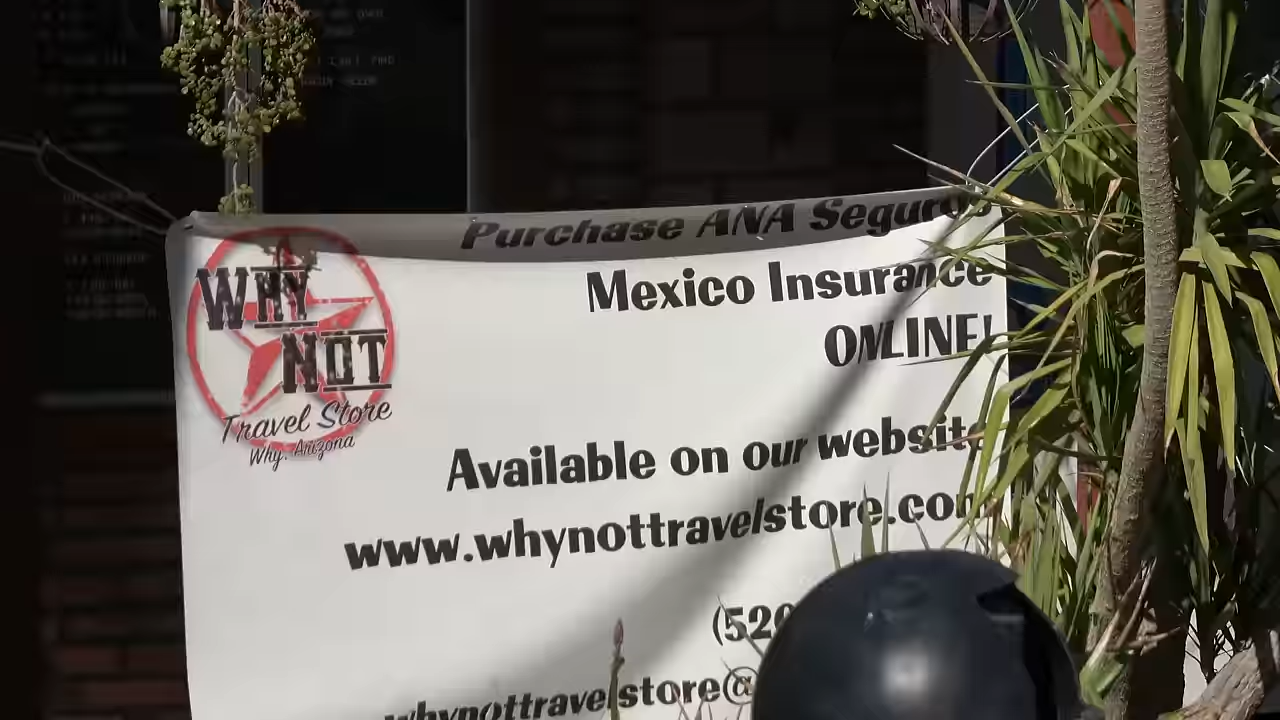 Purchase ANA Seguro
Mexico Insurance
ONLINE!
WHY
NOT
Travel Store
Why, Arizona
Available on our website
www.whynottravelstore.com
(520
whynottravelstore@